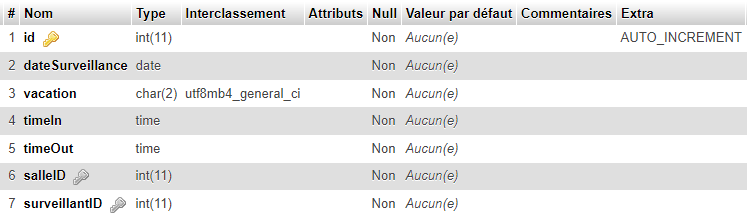 # Nom Type Interclassement Attributs Null Valeur par défaut Commentaires Extra
1 id int(11) Non Aucun(e) AUTO_INCREMENT
2 dateSurveillance date Non Aucun(e)
3 vacation char(2) utf8mb4_general_ci Non Aucun(e)
4 timeIn time Non Aucun(e)
5 timeOut time Non Aucun(e)
6 salleID int(11) Non Aucun(e)
7 surveillantID int(11) Non Aucun(e)